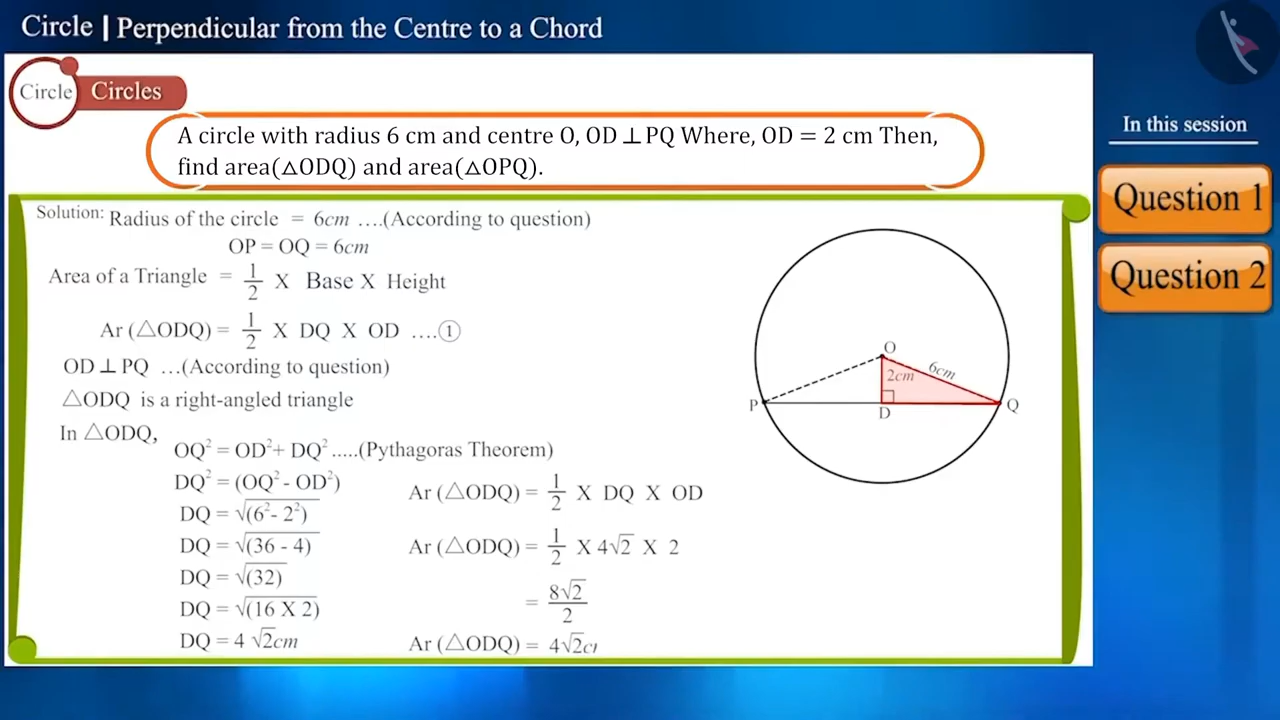 Circle | Perpendicular from the Centre to a Chord
Circle Circles
In this session
A circle with radius 6 cm and centre O, OD ⊥ PQ Where, OD = 2 cm Then,
find area(△ODQ) and area(△OPQ).
Question 1
Question 2
Solution: Radius of the circle = 6cm ….(According to question)
OP = OQ = 6cm
Area of a Triangle = 1/2 X Base X Height
Ar (△ODQ) = 1/2 X DQ X OD ….①
OD ⊥ PQ …(According to question)
△ODQ is a right-angled triangle
In △ODQ,
OQ² = OD² + DQ² .....(Pythagoras Theorem)
DQ² = (OQ² - OD²)
DQ = √(6² - 2²)
DQ = √(36 - 4)
DQ = √(32)
DQ = √(16 X 2)
DQ = 4 √2cm
Ar (△ODQ) = 1/2 X DQ X OD
Ar (△ODQ) = 1/2 X 4√2 X 2
= 8√2/2
Ar (△ODQ) = 4√2c
O
2cm
6cm
P
D
Q